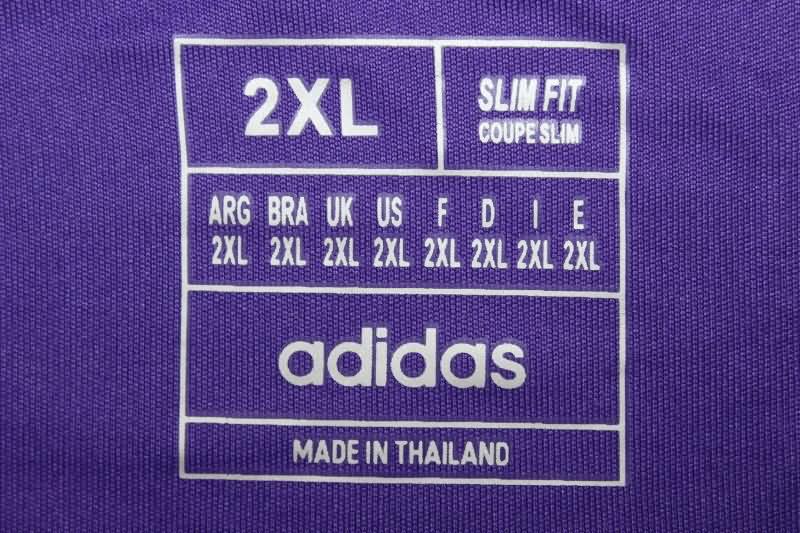 2XL
SLIM FIT
COUPE SLIM
ARG BRA UK US F D I E
2XL 2XL 2XL 2XL 2XL 2XL 2XL 2XL
adidas
MADE IN THAILAND